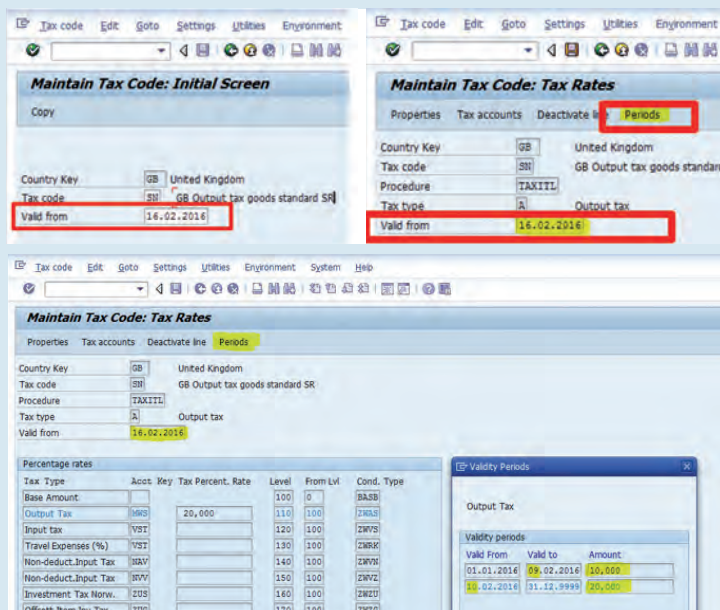 Tax code Edit Goto Settings Utilities Environment
Maintain Tax Code: Initial Screen
Copy
Country Key GB United Kingdom
Tax code SN GB Output tax goods standard SR
Valid from 16.02.2016
Tax code Edit Goto Settings Utilities Environment
Maintain Tax Code: Tax Rates
Properties Tax accounts Deactivate line Periods
Country Key GB United Kingdom
Tax code SN GB Output tax goods standar
Procedure TAXITL
Tax type A Output tax
Valid from 16.02.2016
Tax code Edit Goto Settings Utilities Environment System Help
Maintain Tax Code: Tax Rates
Properties Tax accounts Deactivate line Periods
Country Key GB United Kingdom
Tax code SN GB Output tax goods standard SR
Procedure TAXITL
Tax type A Output tax
Valid from 16.02.2016
Percentage rates
Tax Type Acct Key Tax Percent. Rate Level From Lvl Cond. Type
Base Amount 100 0 BASB
Output Tax MWS 20,000 110 100 ZWAS
Input tax VST 120 100 ZWVS
Travel Expenses (%) VST 130 100 ZWRK
Non-deduct.Input Tax NAV 140 100 ZWVN
Non-deduct.Input Tax NVV 150 100 ZWVZ
Investment Tax Norw. ZUS 160 100 ZWZU
170 100
Validity Periods
Output Tax
Validity periods
Valid From Valid to Amount
01.01.2016 09.02.2016 10,000
10.02.2016 31.12.9999 20,000